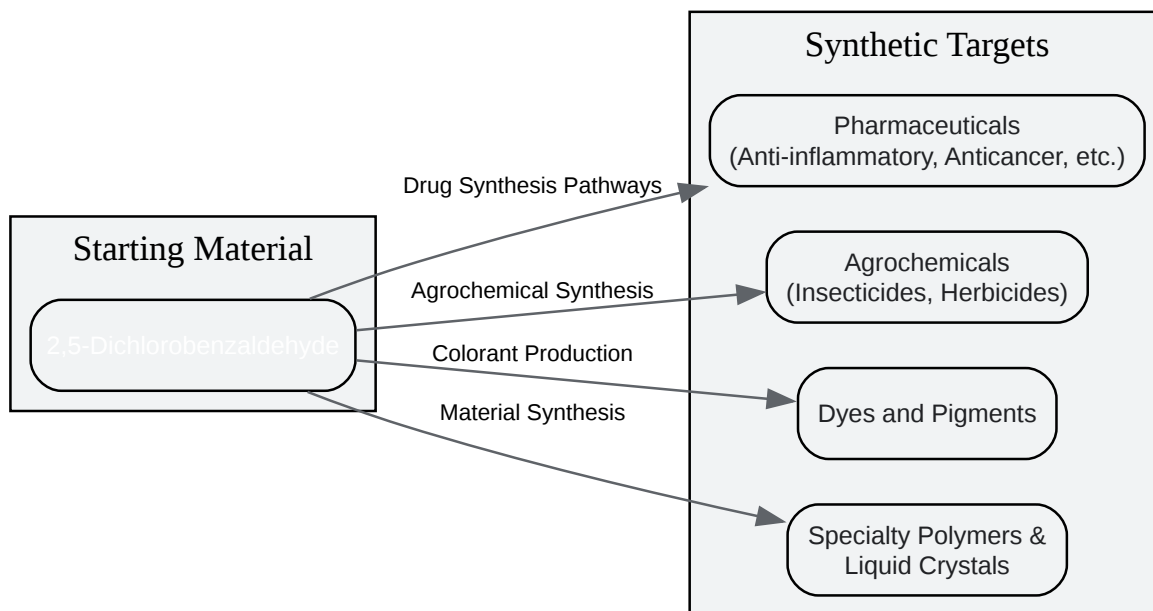 Synthetic Targets
Pharmaceuticals
(Anti-inflammatory, Anticancer, etc.)
Drug Synthesis Pathways
Starting Material
Agrochemicals
(Insecticides, Herbicides)
Agrochemical Synthesis
2,5-Dichlorobenzaldehyde
Colorant Production
Material Synthesis
Dyes and Pigments
Specialty Polymers &
Liquid Crystals